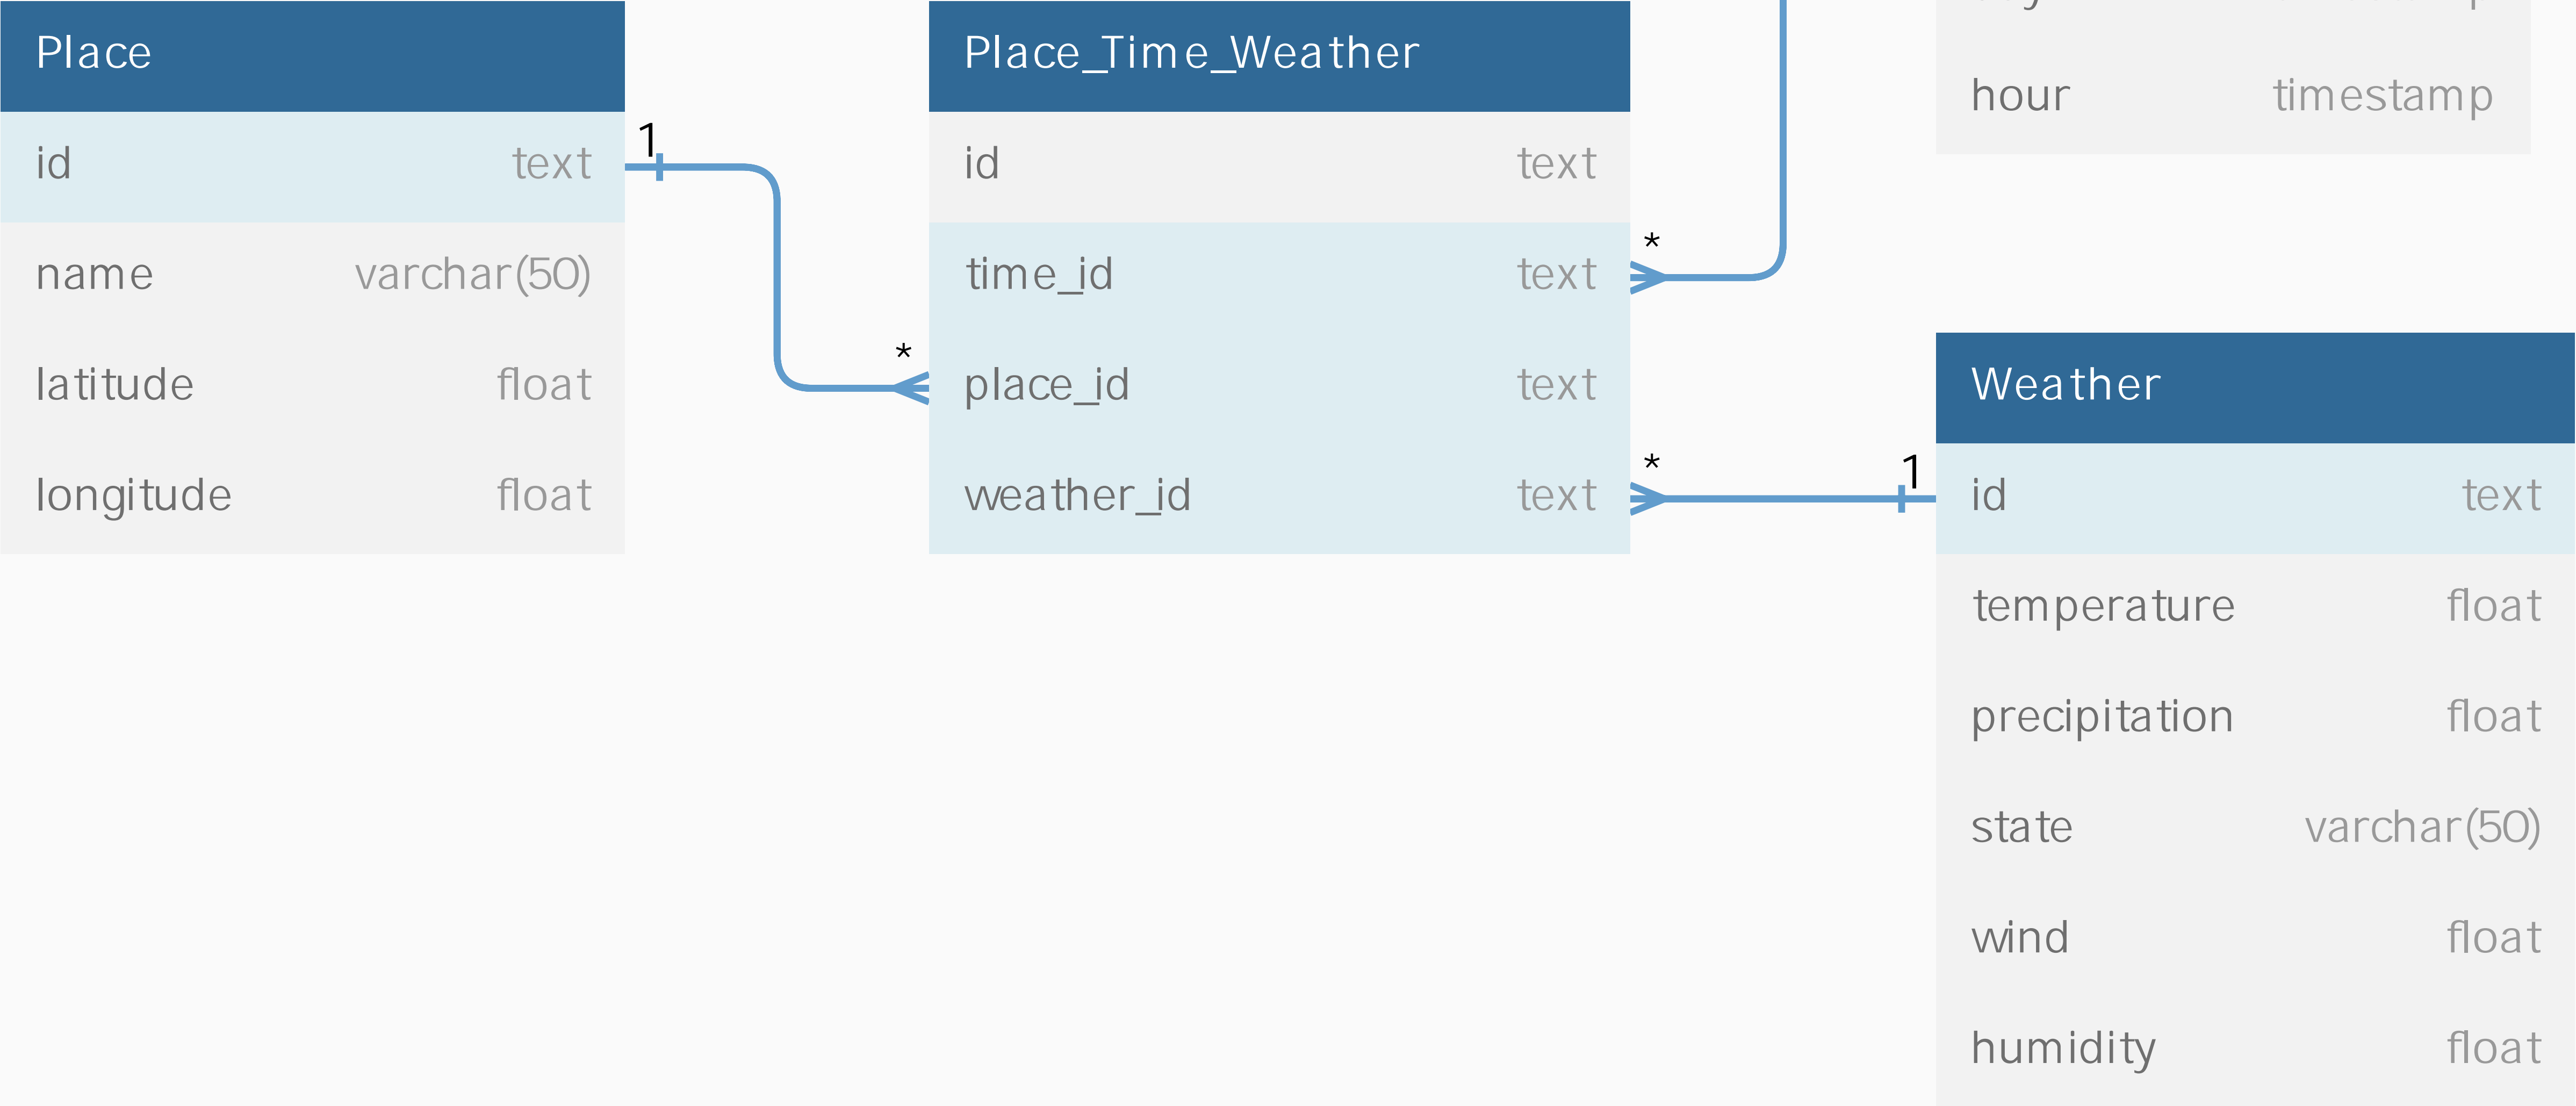 Place
id text
name varchar(50)
latitude float
longitude float
1
*
Place_Time_Weather
id text
time_id text
place_id text
weather_id text
*
*
1
hour timestamp
Weather
id text
temperature float
precipitation float
state varchar(50)
wind float
humidity float